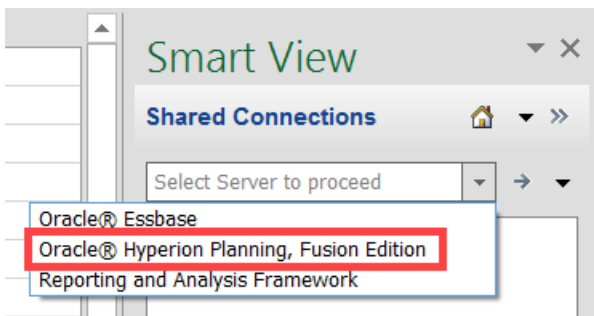 Smart View
Shared Connections
Select Server to proceed
Oracle® Essbase
Oracle® Hyperion Planning, Fusion Edition
Reporting and Analysis Framework